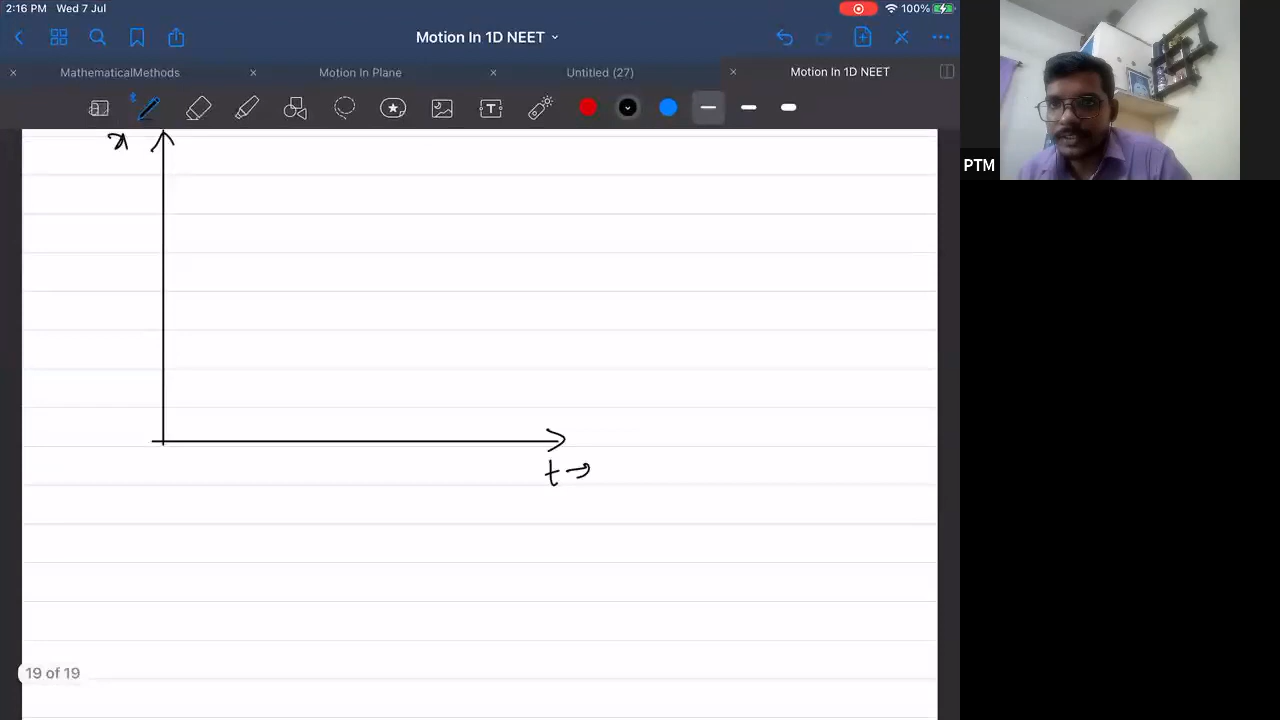 2:16 PM Wed 7 Jul
100%
Motion In 1D NEET
MathematicalMethods
Motion In Plane
Untitled (27)
Motion In 1D NEET
T
PTM
x
t →
19 of 19